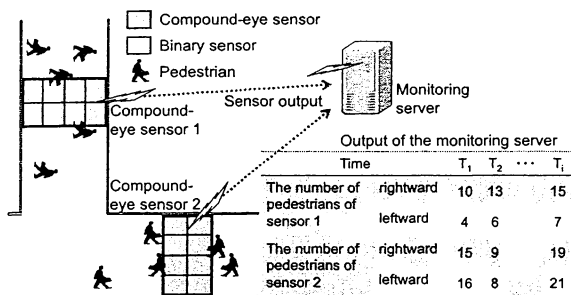 Compound-eye sensor
Binary sensor
Pedestrian
Compound-
eye sensor 1
Sensor output
Monitoring
server
Compound-
eye sensor 2
Output of the monitoring server
Time T1 T2 ··· Ti
The number of pedestrians of sensor 1 rightward 10 13 15
leftward 4 6 7
The number of pedestrians of sensor 2 rightward 15 9 19
leftward 16 8 21